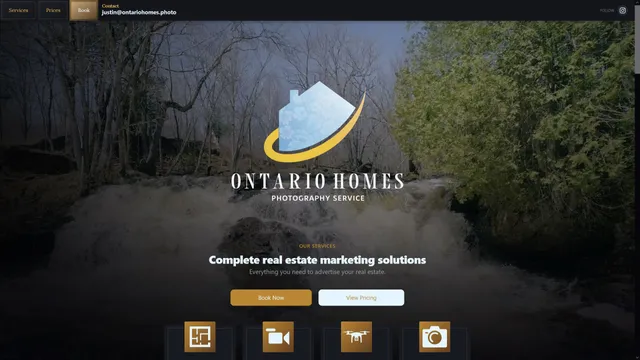 Services
Prices
Book
Contact
justin@ontariohomes.photo
FOLLOW
ONTARIO HOMES
PHOTOGRAPHY SERVICE
OUR SERVICES
Complete real estate marketing solutions
Everything you need to advertise your real estate.
Book Now
View Pricing